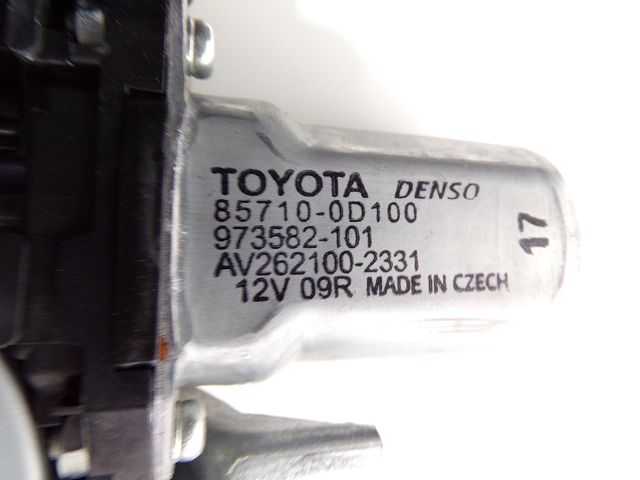 TOYOTA DENSO
85710-0D100
973582-101
AV262100-2331
12V 09R MADE IN CZECH
17